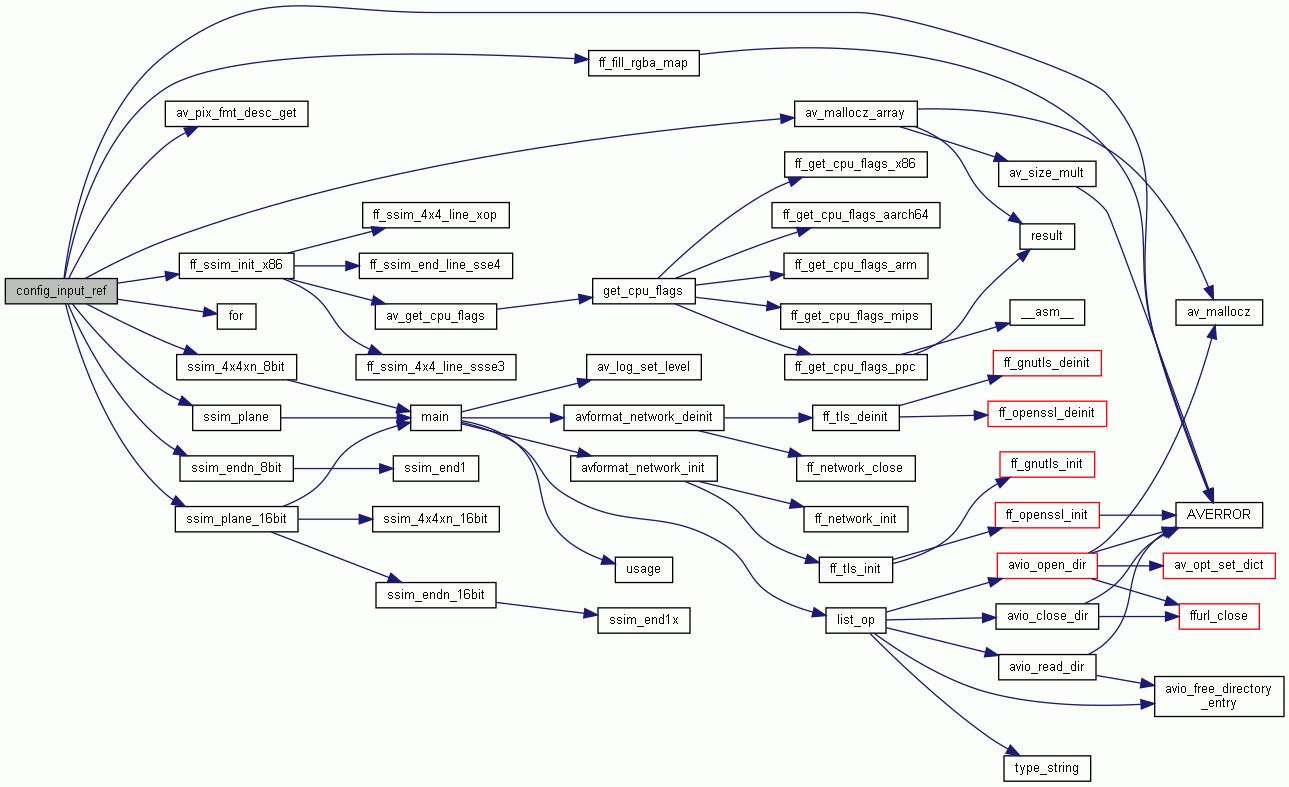 ff_fill_rgba_map
av_pix_fmt_desc_get
av_mallocz_array
ff_get_cpu_flags_x86
av_size_mult
ff_ssim_4x4_line_xop
ff_get_cpu_flags_aarch64
result
ff_ssim_init_x86
ff_ssim_end_line_sse4
ff_get_cpu_flags_arm
config_input_ref
get_cpu_flags
for
av_get_cpu_flags
ff_get_cpu_flags_mips
__asm__
av_mallocz
ssim_4x4xn_8bit
ff_ssim_4x4_line_ssse3
av_log_set_level
ff_get_cpu_flags_ppc
ff_gnutls_deinit
ssim_plane
main
avformat_network_deinit
ff_tls_deinit
ff_openssl_deinit
ssim_endn_8bit
ssim_end1
avformat_network_init
ff_network_close
ff_gnutls_init
ssim_plane_16bit
ssim_4x4xn_16bit
ff_network_init
ff_openssl_init
AVERROR
usage
ff_tls_init
avio_open_dir
av_opt_set_dict
ssim_endn_16bit
ssim_end1x
list_op
avio_close_dir
ffurl_close
avio_read_dir
avio_free_directory
_entry
type_string